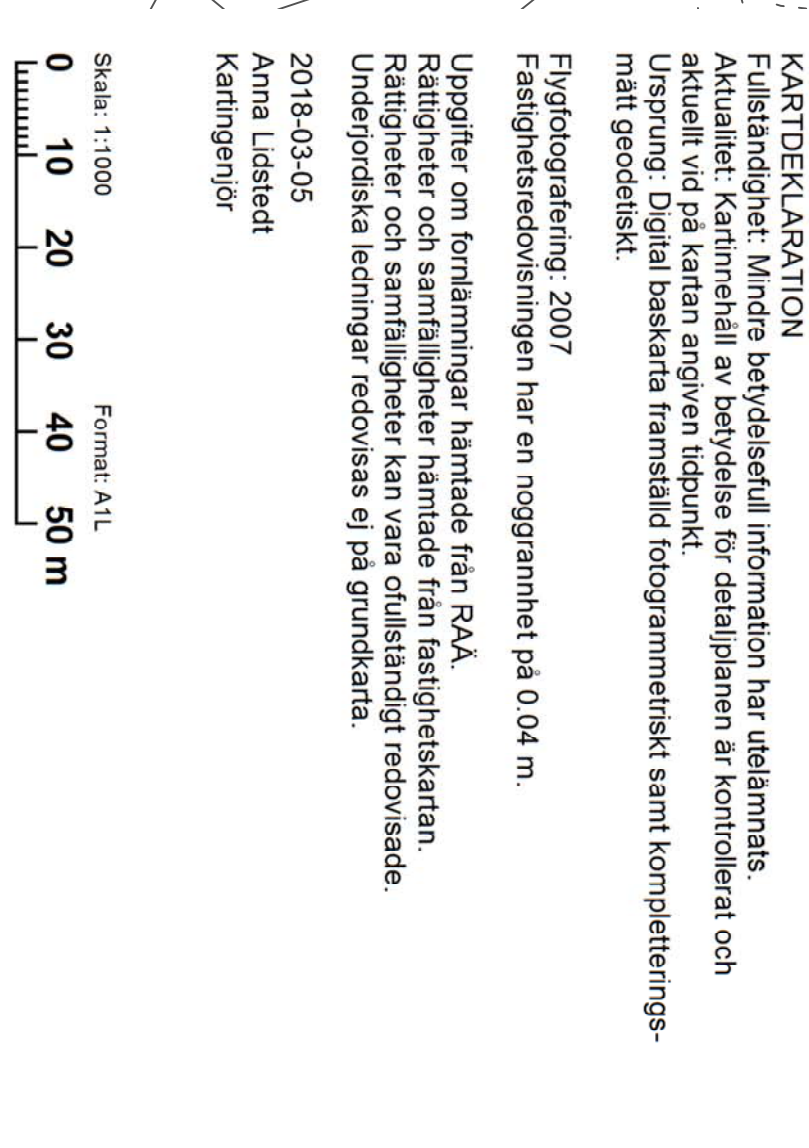 KARTDEKLARATION
Fullständighet: Mindre betydelsefull information har utelämnats.
Aktualitet: Kartinnehåll av betydelse för detaljplanen är kontrollerat och
aktuellt vid på kartan angiven tidpunkt.
Ursprung: Digital baskarta framställd fotogrammetriskt samt kompletterings-
mätt geodetiskt.
Flygfotografering: 2007
Fastighetsredovisningen har en noggrannhet på 0.04 m.
Uppgifter om fornlämningar hämtade från RAÄ.
Rättigheter och samfälligheter hämtade från fastighetskartan.
Rättigheter och samfälligheter kan vara ofullständigt redovisade.
Underjordiska ledningar redovisas ej på grundkarta.
2018-03-05
Anna Lidstedt
Kartingenjör
Skala: 1:1000 Format: A1L
0 10 20 30 40 50 m